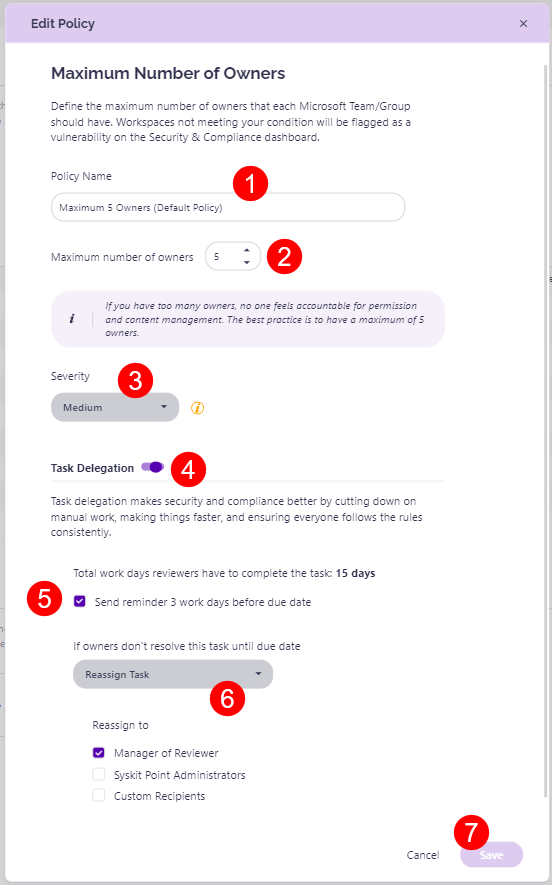 Edit Policy
×
Maximum Number of Owners
Define the maximum number of owners that each Microsoft Team/Group
should have. Workspaces not meeting your condition will be flagged as a
vulnerability on the Security & Compliance dashboard.
Policy Name
1
Maximum 5 Owners (Default Policy)
Maximum number of owners
5
2
i
If you have too many owners, no one feels accountable for permission
and content management. The best practice is to have a maximum of 5
owners.
Severity
3
Medium
i
Task Delegation
4
Task delegation makes security and compliance better by cutting down on
manual work, making things faster, and ensuring everyone follows the rules
consistently.
Total work days reviewers have to complete the task: 15 days
5
Send reminder 3 work days before due date
If owners don't resolve this task until due date
Reassign Task
6
Reassign to
Manager of Reviewer
Syskit Point Administrators
Custom Recipients
7
Cancel
Save